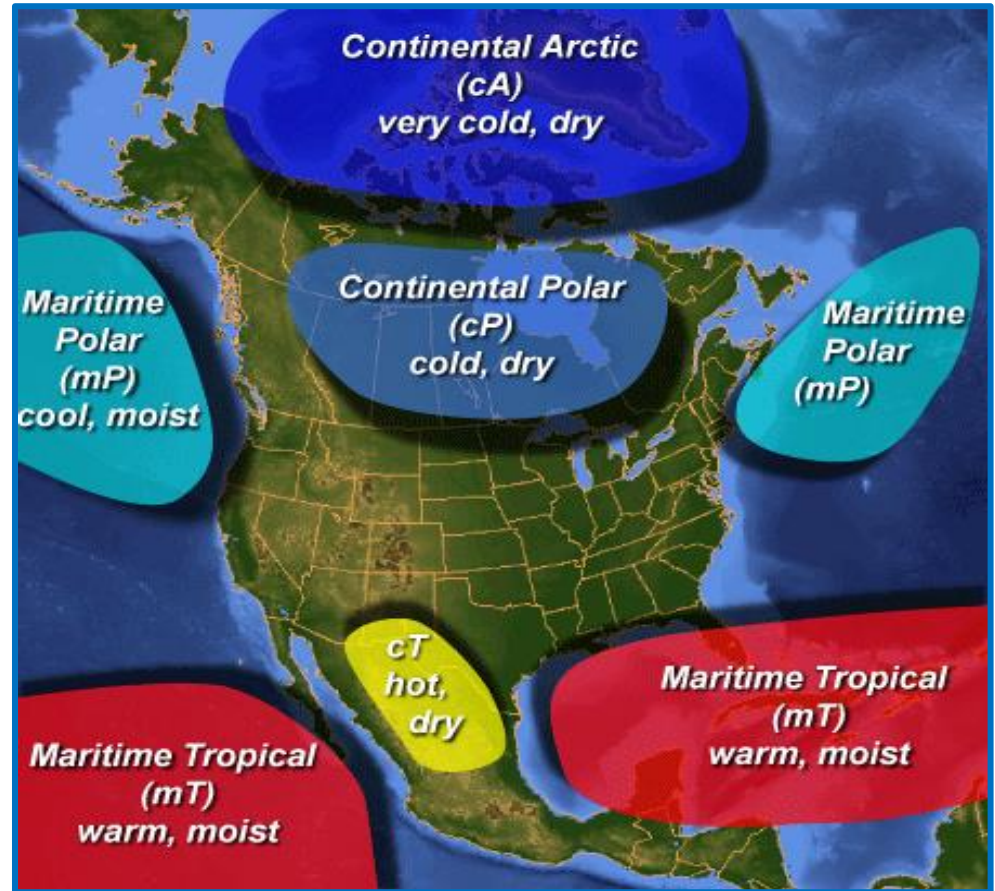 Continental Arctic
(cA)
very cold, dry
Continental Polar
(cP)
cold, dry
Maritime
Polar
(mP)
cool, moist
Maritime
Polar
(mP)
cT
hot,
dry
Maritime Tropical
(mT)
warm, moist
Maritime Tropical
(mT)
warm, moist